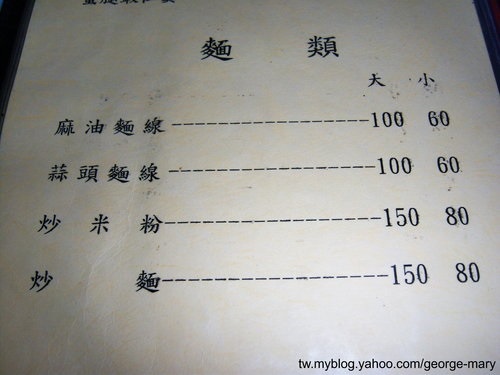 麵類
大 小
麻油麵線------------------100 60
蒜頭麵線------------------100 60
炒米粉-------------------150 80
炒麵--------------------150 80
tw.myblog.yahoo.com/george-mary